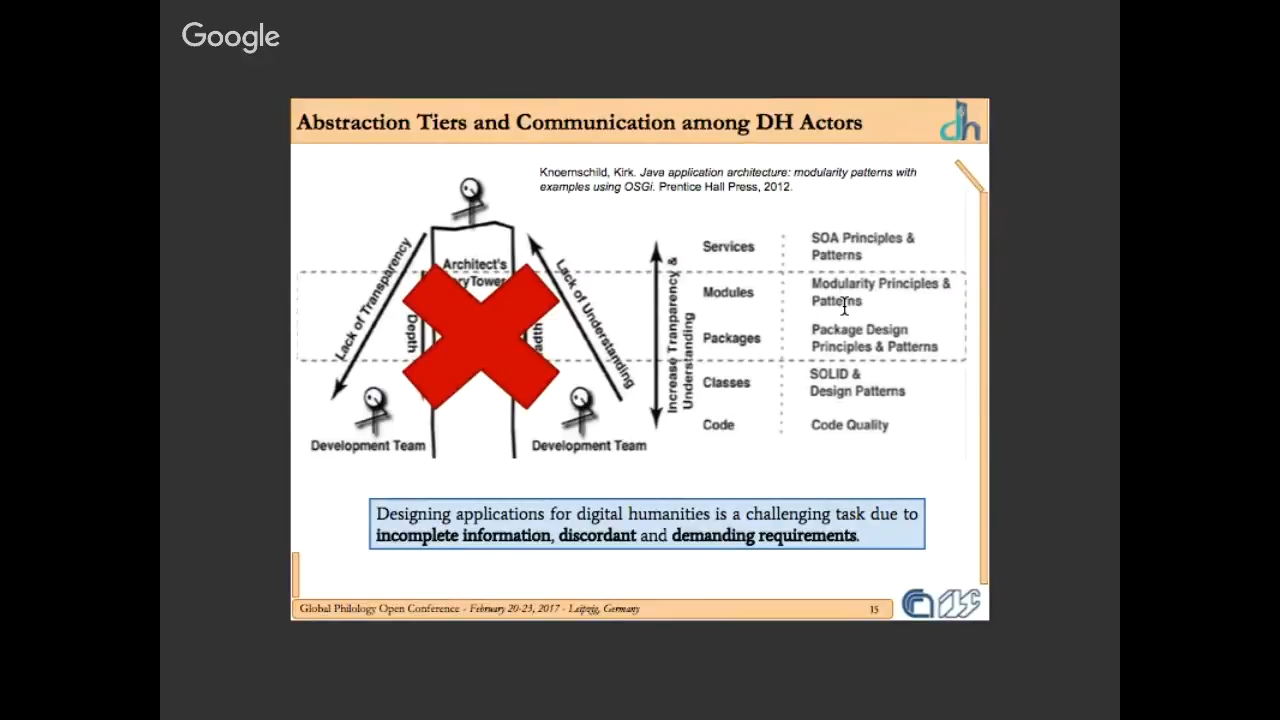 Google
Abstraction Tiers and Communication among DH Actors
dh
Knoernschild, Kirk. Java application architecture: modularity patterns with
examples using OSGi. Prentice Hall Press, 2012.
Lack of Transparency
Architect's
Depth
Lack of Understanding
Development Team
Development Team
Increase Tranparency &
Understanding
Services
SOA Principles &
Patterns
Modules
Modularity Principles &
Patterns
Packages
Package Design
Principles & Patterns
Classes
SOLID &
Design Patterns
Code
Code Quality
Designing applications for digital humanities is a challenging task due to
incomplete information, discordant and demanding requirements.
Global Philology Open Conference - February 20-23, 2017 - Leipzig, Germany
15